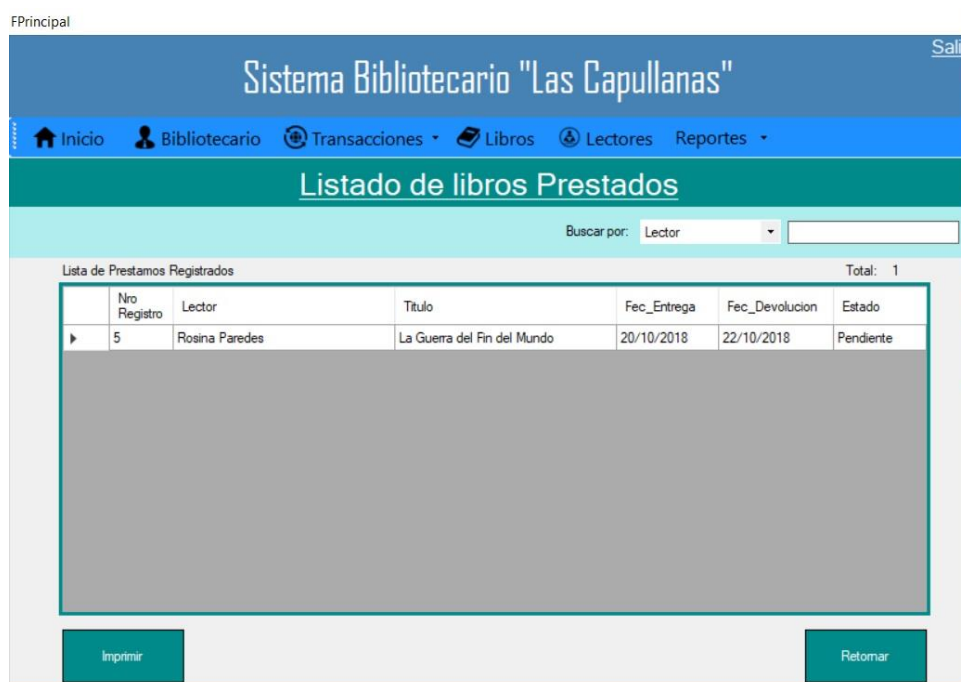 FPrincipal
Sali
Sistema Bibliotecario "Las Capullanas"
Inicio Bibliotecario Transacciones Libros Lectores Reportes
Listado de libros Prestados
Buscar por: Lector
Lista de Prestamos Registrados Total: 1
Nro Registro Lector Titulo Fec_Entrega Fec_Devolucion Estado
5 Rosina Paredes La Guerra del Fin del Mundo 20/10/2018 22/10/2018 Pendiente
Imprimir Retornar